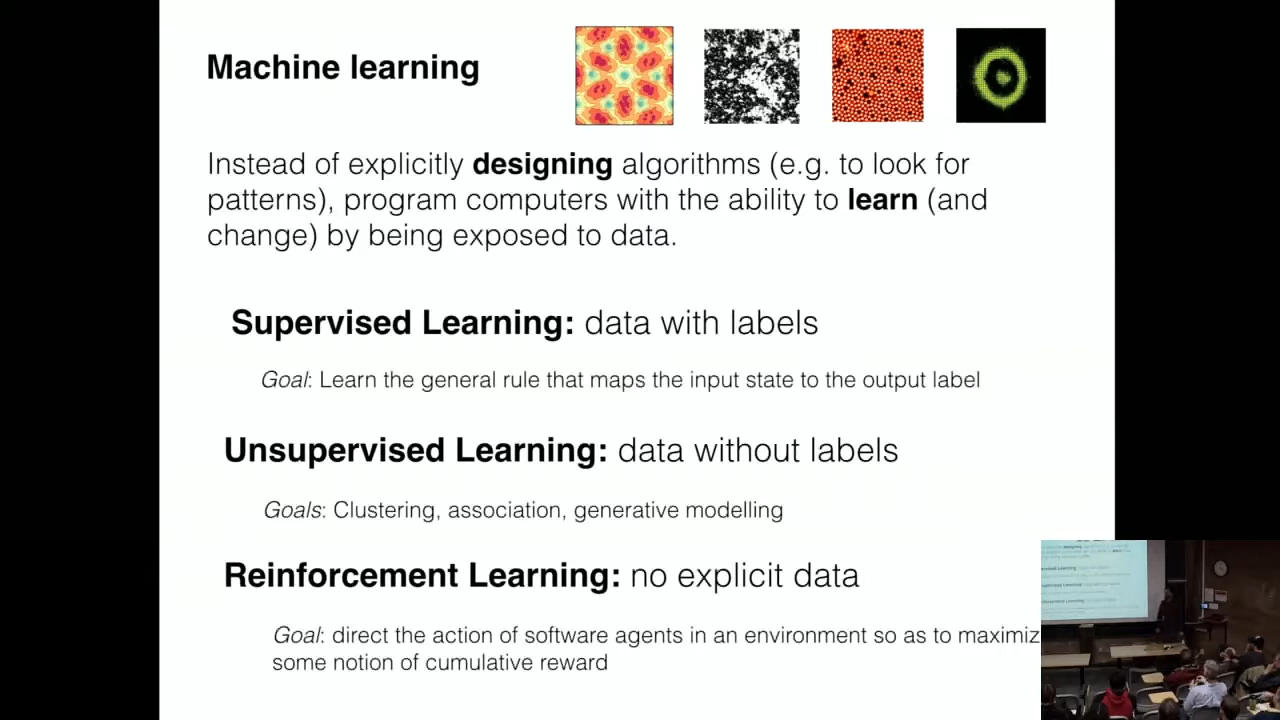 Machine learning
Instead of explicitly designing algorithms (e.g. to look for
patterns), program computers with the ability to learn (and
change) by being exposed to data.
Supervised Learning: data with labels
Goal: Learn the general rule that maps the input state to the output label
Unsupervised Learning: data without labels
Goals: Clustering, association, generative modelling
Reinforcement Learning: no explicit data
Goal: direct the action of software agents in an environment so as to maximiz
some notion of cumulative reward